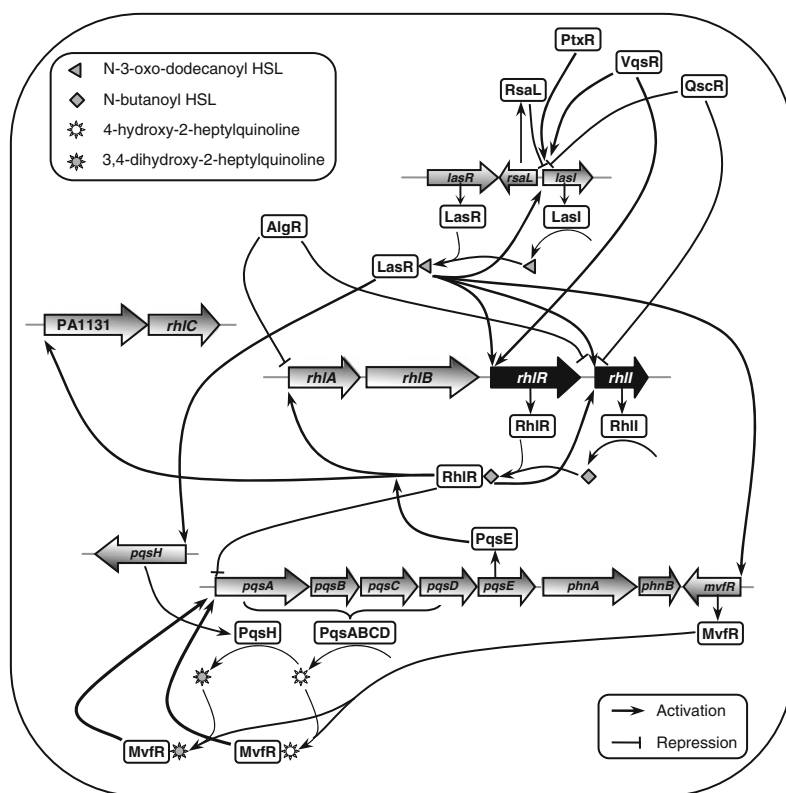 N-3-oxo-dodecanoyl HSL
N-butanoyl HSL
4-hydroxy-2-heptylquinoline
3,4-dihydroxy-2-heptylquinoline
PtxR
VqsR
RsaL
QscR
lasR
rsaL
lasI
LasR
LasI
AlgR
LasR
PA1131
rhlC
rhlA
rhlB
rhlR
rhlI
RhlR
RhlI
RhlR
PqsE
pqsH
pqsA
pqsB
pqsC
pqsD
pqsE
phnA
phnB
mvfR
PqsH
PqsABCD
MvfR
MvfR
MvfR
Activation
Repression